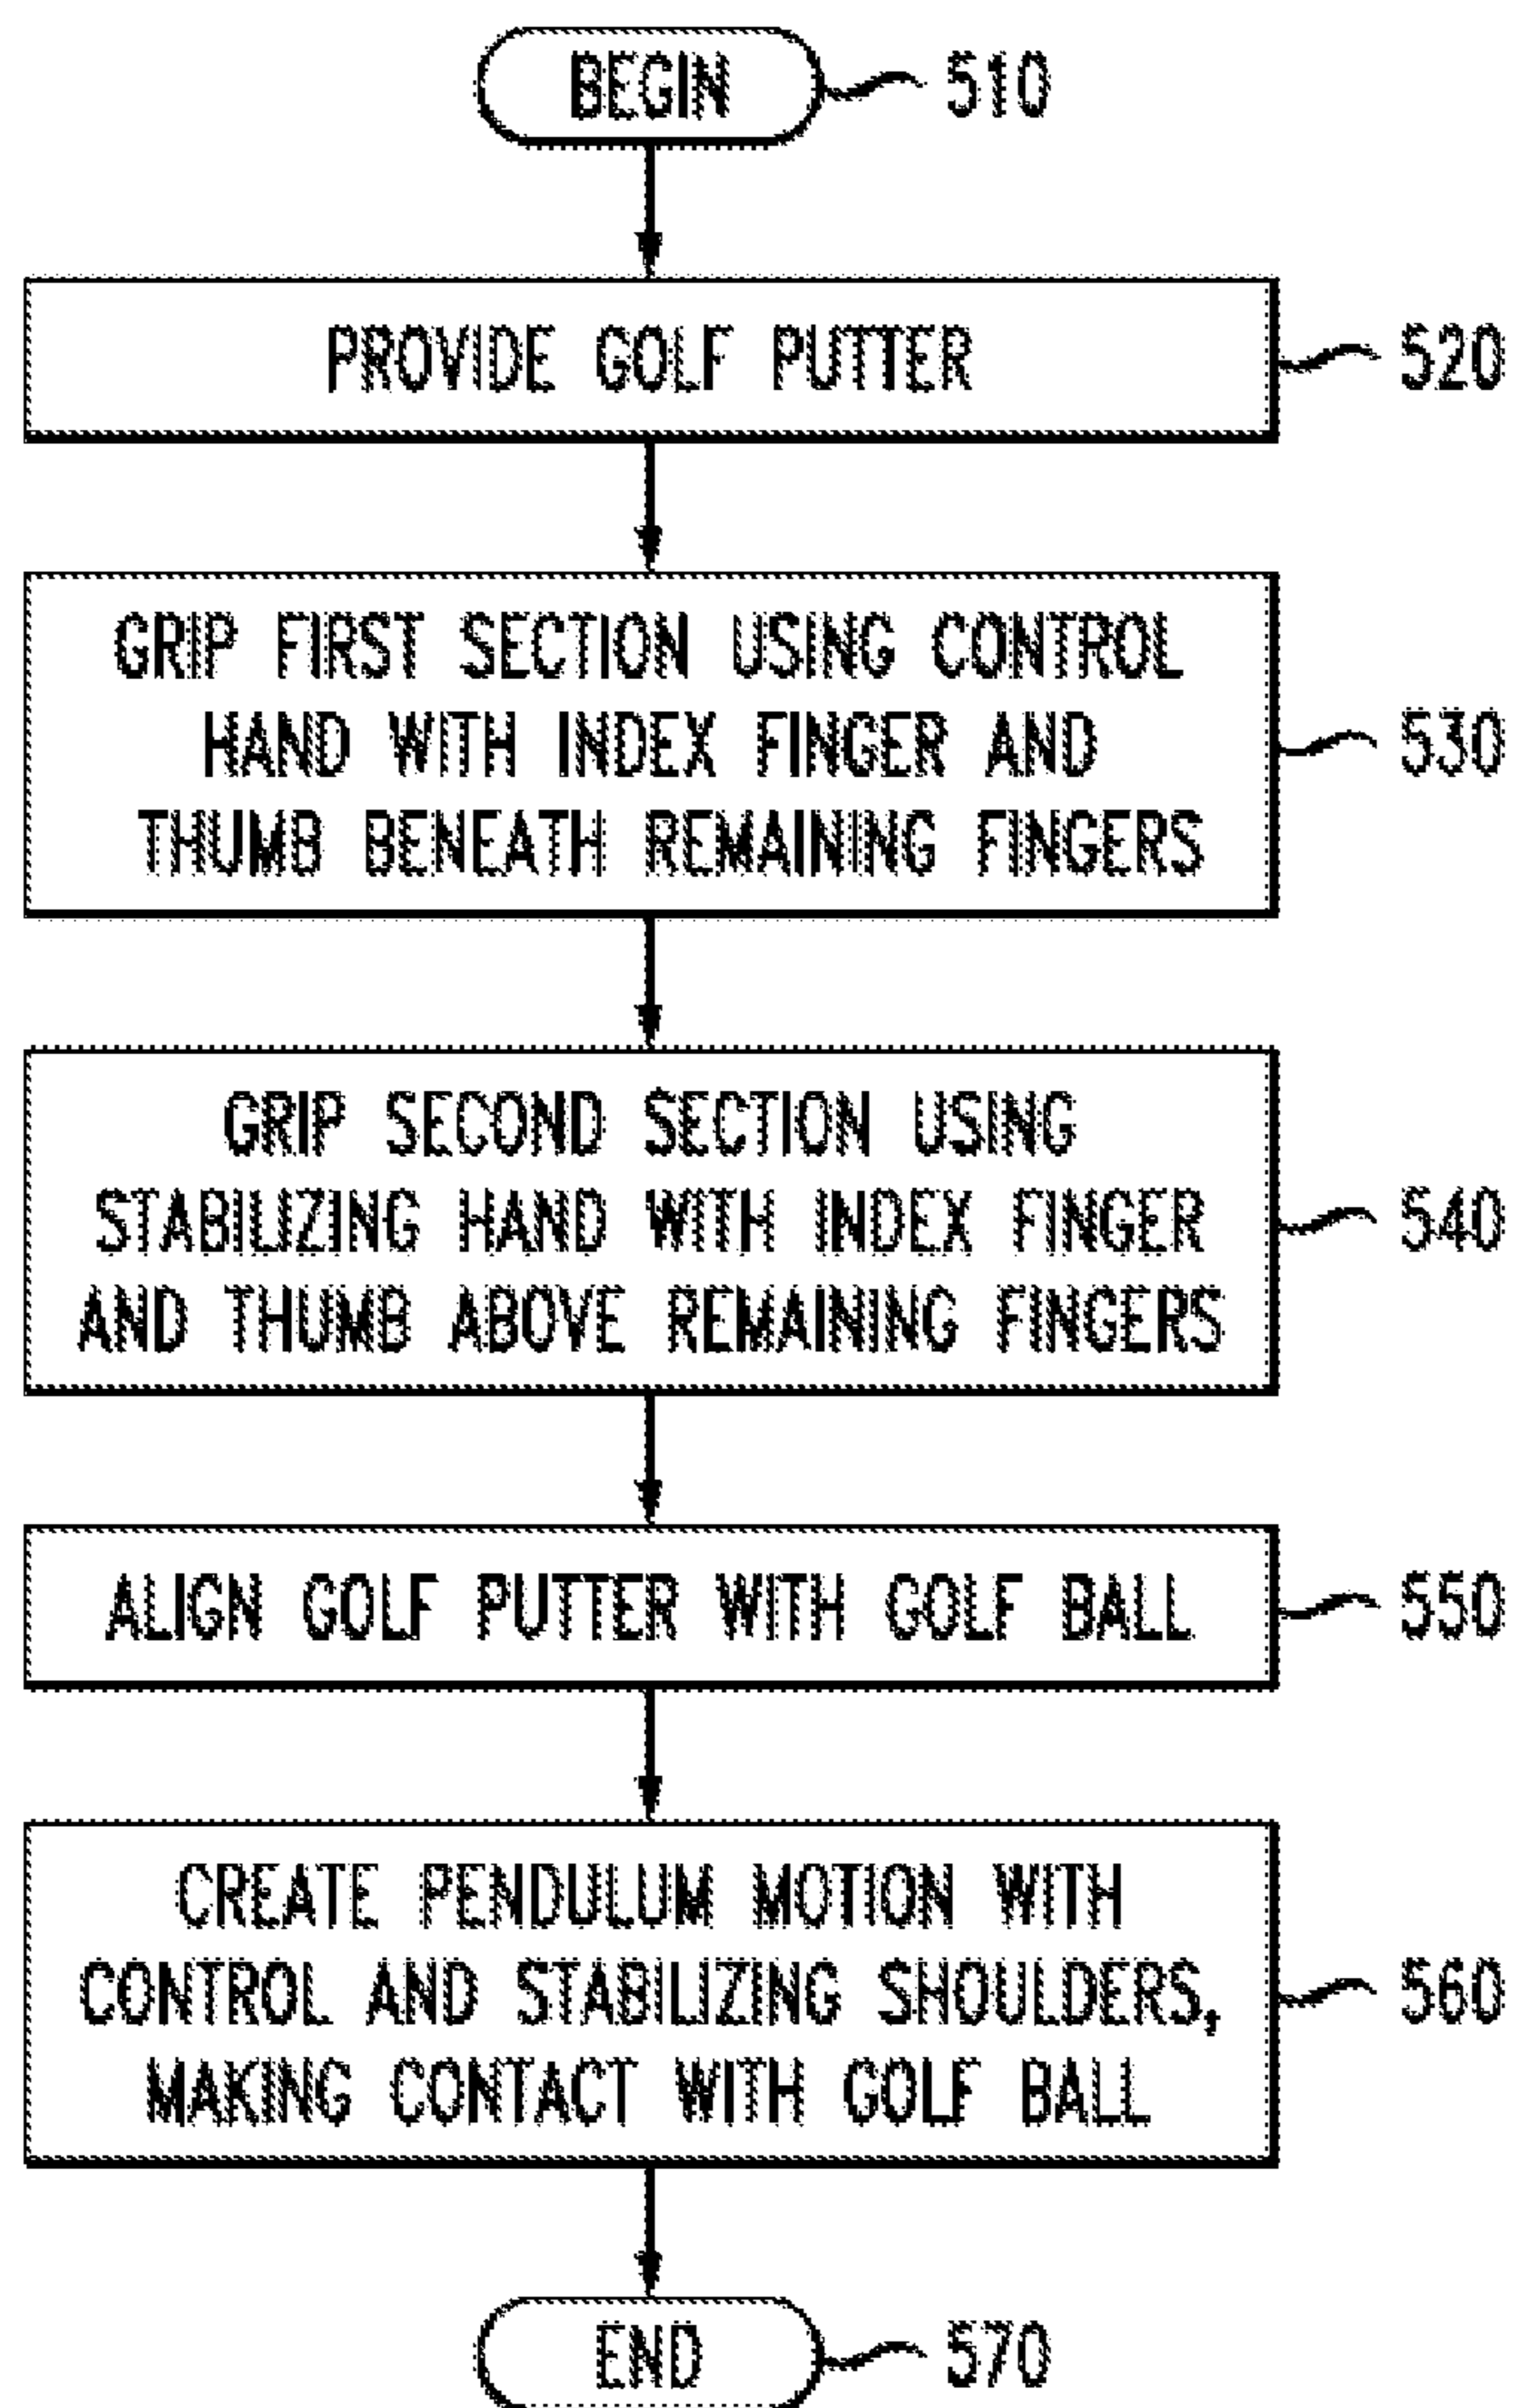 BEGIN 510
PROVIDE GOLF PUTTER 520
GRIP FIRST SECTION USING CONTROL
HAND WITH INDEX FINGER AND 530
THUMB BENEATH REMAINING FINGERS
GRIP SECOND SECTION USING
STABILIZING HAND WITH INDEX FINGER 540
AND THUMB ABOVE REMAINING FINGERS
ALIGN GOLF PUTTER WITH GOLF BALL 550
CREATE PENDULUM MOTION WITH
CONTROL AND STABILIZING SHOULDERS, 560
MAKING CONTACT WITH GOLF BALL
END 570